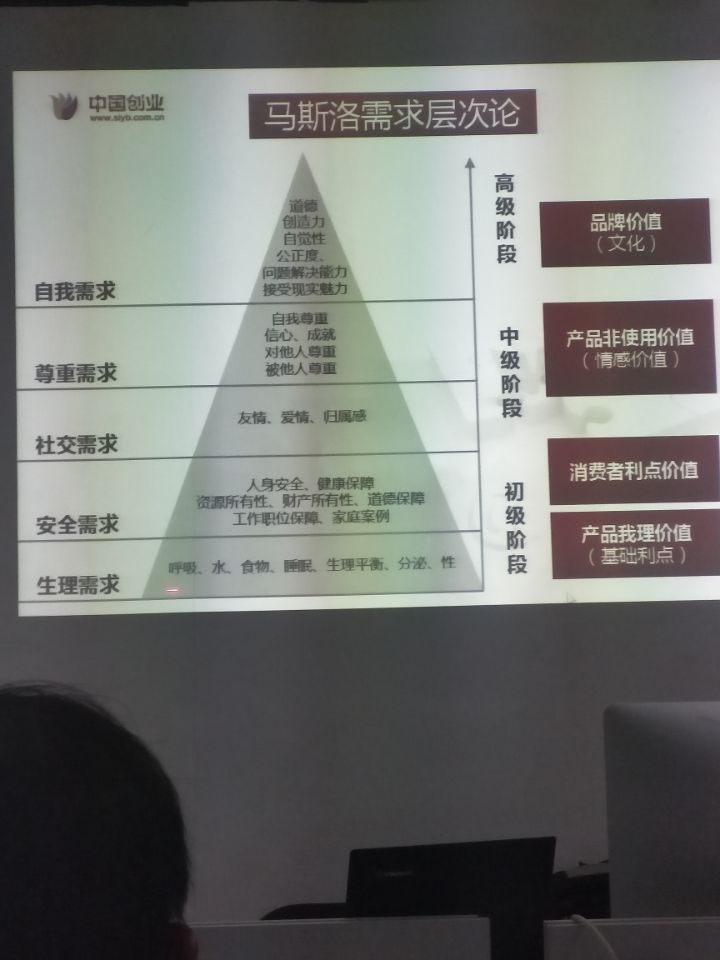 中国创业
www.siyb.com.cn
马斯洛需求层次论
道德
创造力
自觉性
公正度、
问题解决能力
接受现实魅力
自我需求
自我尊重
信心、成就
对他人尊重
被他人尊重
尊重需求
友情、爱情、归属感
社交需求
人身安全、健康保障
资源所有性、财产所有性、道德保障
工作职位保障、家庭案例
安全需求
呼吸、水、食物、睡眠、生理平衡、分泌、性
生理需求
高级阶段
中级阶段
初级阶段
品牌价值
（文化）
产品非使用价值
（情感价值）
消费者利点价值
产品我理价值
（基础利点）